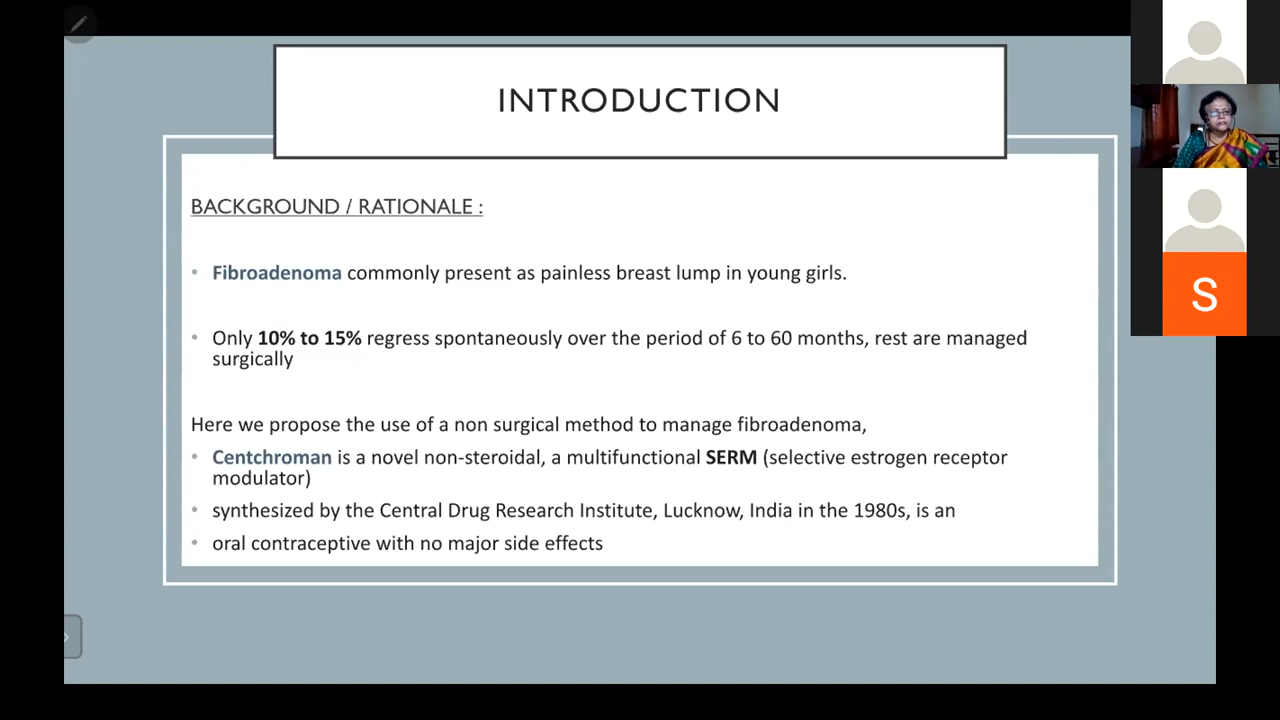 INTRODUCTION
BACKGROUND / RATIONALE :
• Fibroadenoma commonly present as painless breast lump in young girls.
• Only 10% to 15% regress spontaneously over the period of 6 to 60 months, rest are managed
surgically
Here we propose the use of a non surgical method to manage fibroadenoma,
• Centchroman is a novel non-steroidal, a multifunctional SERM (selective estrogen receptor
modulator)
• synthesized by the Central Drug Research Institute, Lucknow, India in the 1980s, is an
• oral contraceptive with no major side effects
S